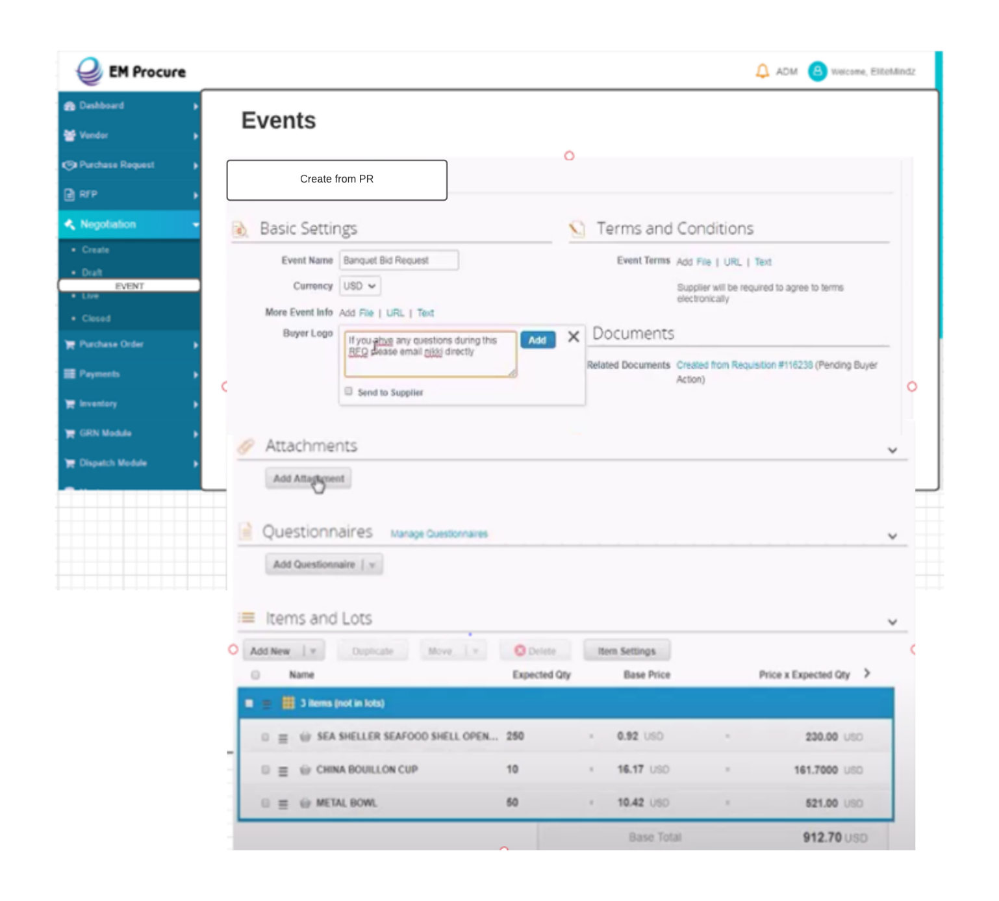 EM Procure
ADM Welcome, EliteMindz
Dashboard
Vendor
Purchase Request
RFP
Negotiation
Create
Draft
EVENT
Live
Closed
Purchase Order
Payments
Inventory
GRN Module
Dispatch Module
Events
Create from PR
Basic Settings
Event Name Banquet Bid Request
Currency USD
More Event Info Add File | URL | Text
Buyer Logo
If you ahve any questions during this
RFQ please email nikki directly
Add
Send to Supplier
Terms and Conditions
Event Terms Add File | URL | Text
Supplier will be required to agree to terms
electronically
Documents
Related Documents Created from Requisition #116238 (Pending Buyer
Action)
Attachments
Add Attachment
Questionnaires Manage Questionnaires
Add Questionnaire
Items and Lots
Add New Duplicate Move Delete Item Settings
Name Expected Qty Base Price Price x Expected Qty
3 items (not in lots)
SEA SHELLER SEAFOOD SHELL OPEN... 250 0.92 USD 230.00 USD
CHINA BOUILLON CUP 10 16.17 USD 161.7000 USD
METAL BOWL 50 10.42 USD 521.00 USD
Base Total 912.70 USD